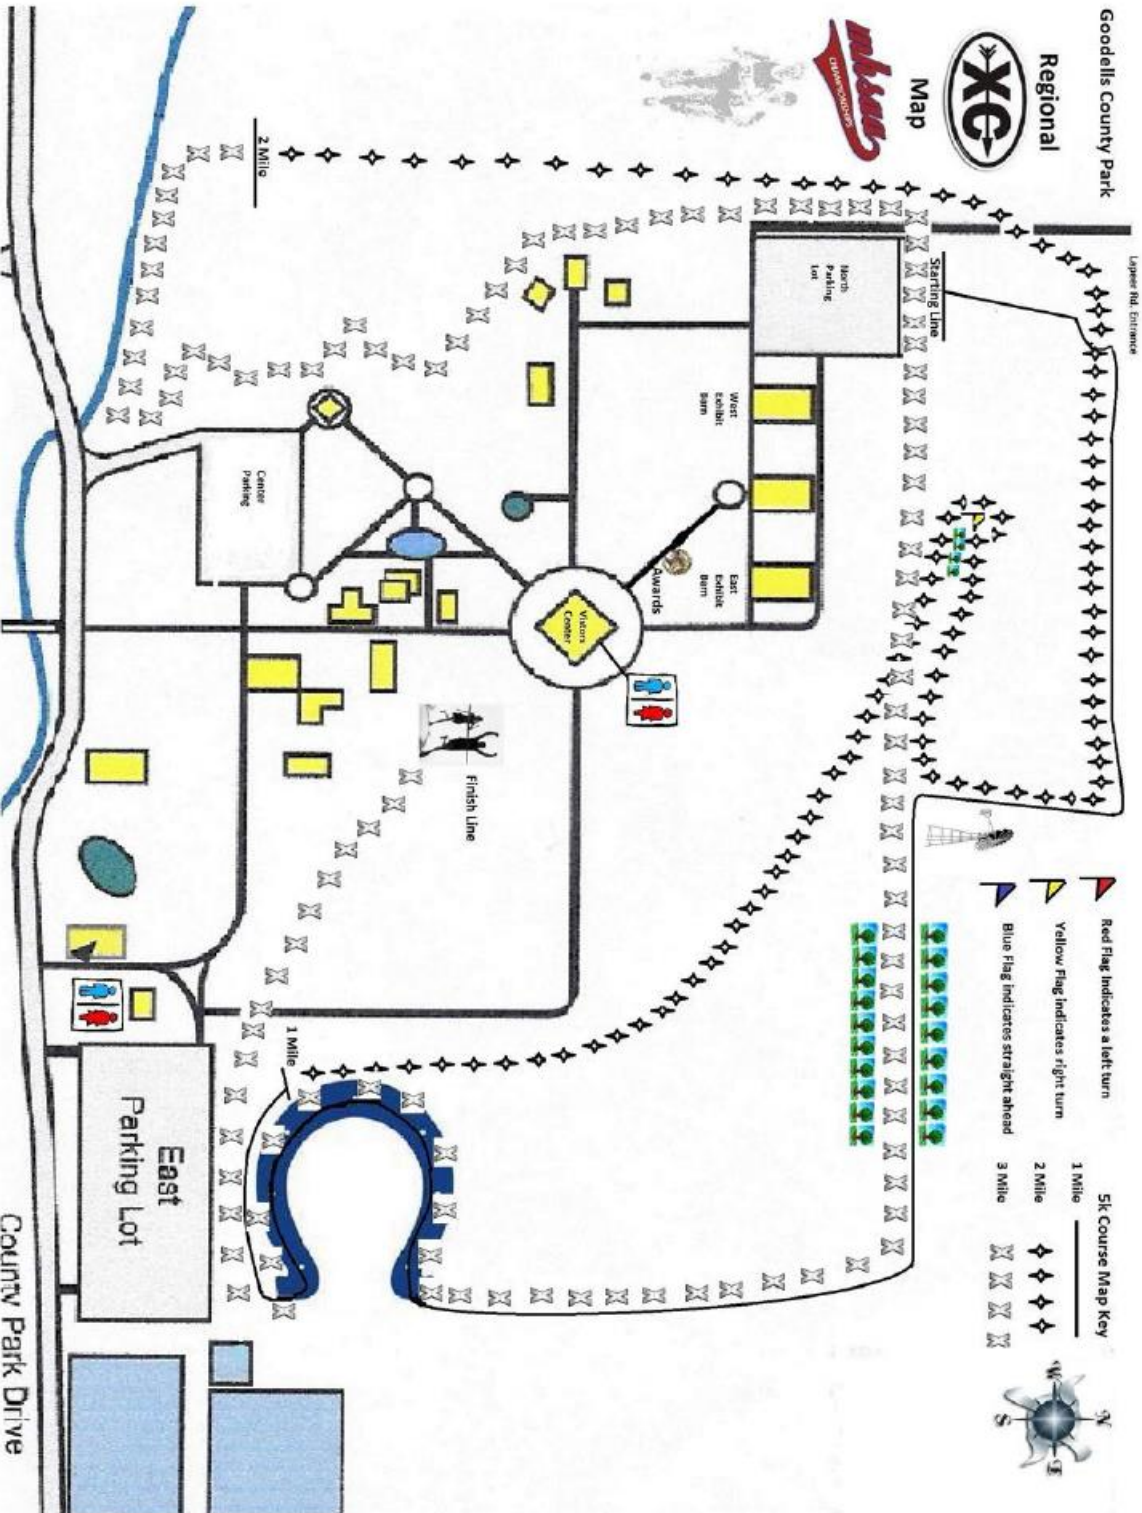 Goodells County Park
Regional
XC
Map
mhsaa
CHAMPIONSHIPS
Lapeer Rd. Entrance
Red Flag Indicates a left turn
Yellow Flag indicates right turn
Blue Flag indicates straight ahead
5k Course Map Key
1 Mile
2 Mile
3 Mile
N
W
E
S
Starting Line
North
Parking
Lot
West
Exhibit
Barn
East
Exhibit
Barn
Awards
Vistors
Center
Finish Line
2 Mile
Center
Parking
1 Mile
East
Parking Lot
County Park Drive